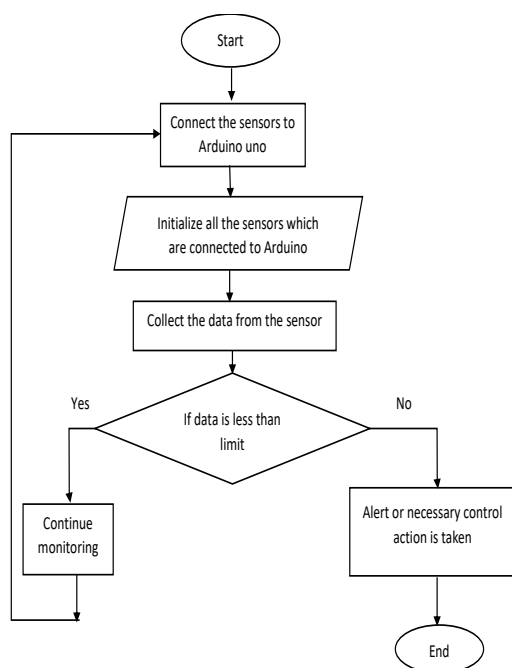 Start
Connect the sensors to
Arduino uno
Initialize all the sensors which
are connected to Arduino
Collect the data from the sensor
Yes
If data is less than
limit
No
Continue
monitoring
Alert or necessary control
action is taken
End